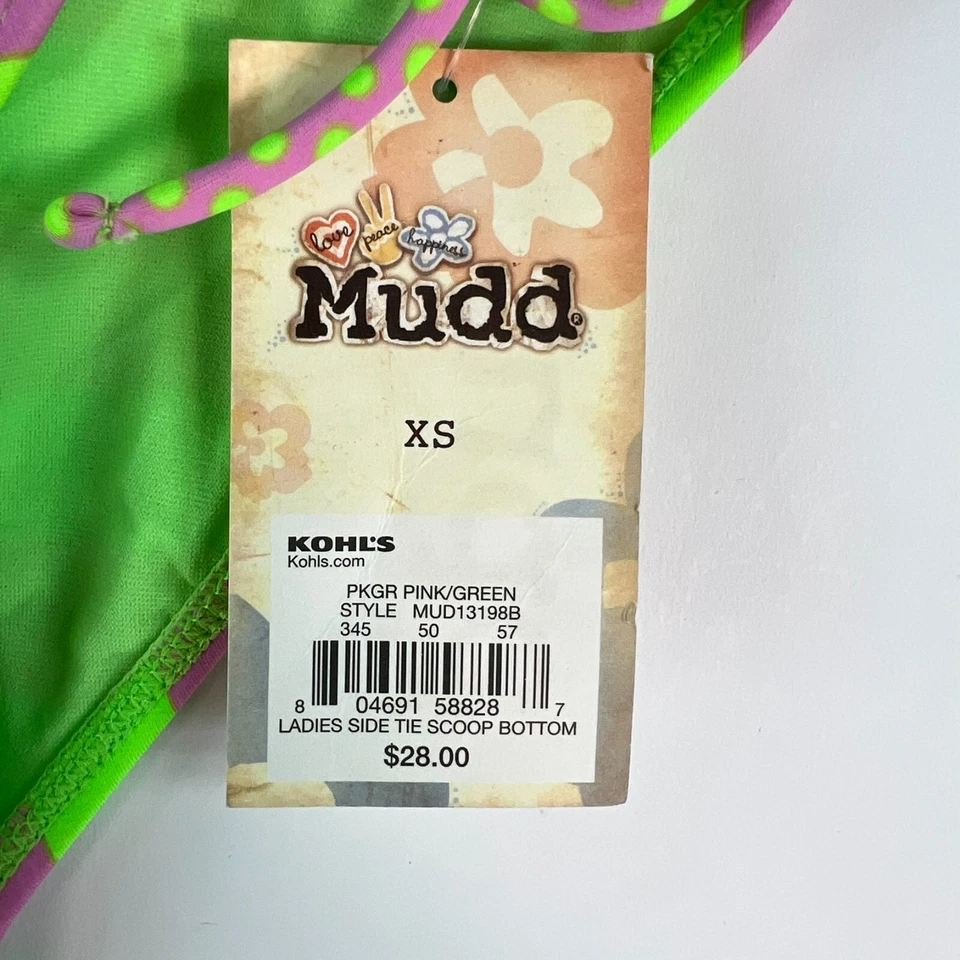 love peace happiness
Mudd®
XS
KOHL'S
Kohls.com
PKGR PINK/GREEN
STYLE MUD13198B
345 50 57
8 04691 58828 7
LADIES SIDE TIE SCOOP BOTTOM
$28.00